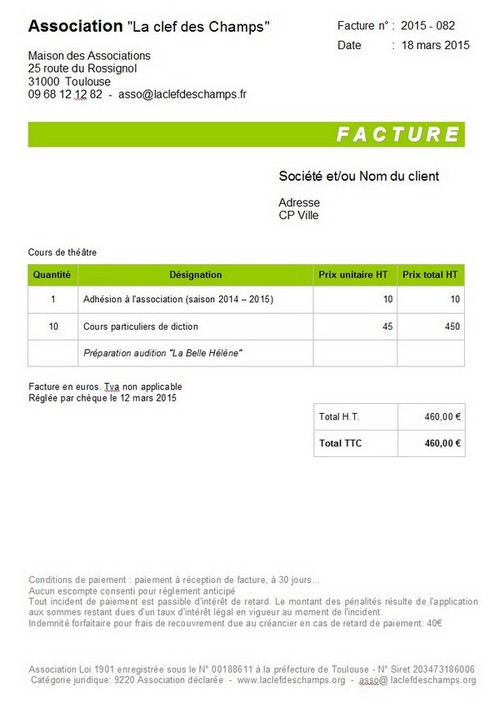 Association "La clef des Champs"
Facture n° : 2015 - 082
Date : 18 mars 2015
Maison des Associations
25 route du Rossignol
31000 Toulouse
09 68 12 12 82 - asso@laclefdeschamps.fr
FACTURE
Société et/ou Nom du client
Adresse
CP Ville
Cours de théâtre
Quantité Désignation Prix unitaire HT Prix total HT
1 Adhésion à l'association (saison 2014 – 2015) 10 10
10 Cours particuliers de diction 45 450
Préparation audition "La Belle Hélène"
Facture en euros. Tva non applicable
Réglée par chèque le 12 mars 2015
Total H.T. 460,00 €
Total TTC 460,00 €
Conditions de paiement : paiement à réception de facture, à 30 jours...
Aucun escompte consenti pour règlement anticipé
Tout incident de paiement est passible d'intérêt de retard. Le montant des pénalités résulte de l'application
aux sommes restant dues d'un taux d'intérêt légal en vigueur au moment de l'incident.
Indemnité forfaitaire pour frais de recouvrement due au créancier en cas de retard de paiement: 40€
Association Loi 1901 enregistrée sous le N° 00188611 à la préfecture de Toulouse - N° Siret 203473186006
Catégorie juridique: 9220 Association déclarée - www.laclefdeschamps.org - asso@ laclefdeschamps.org